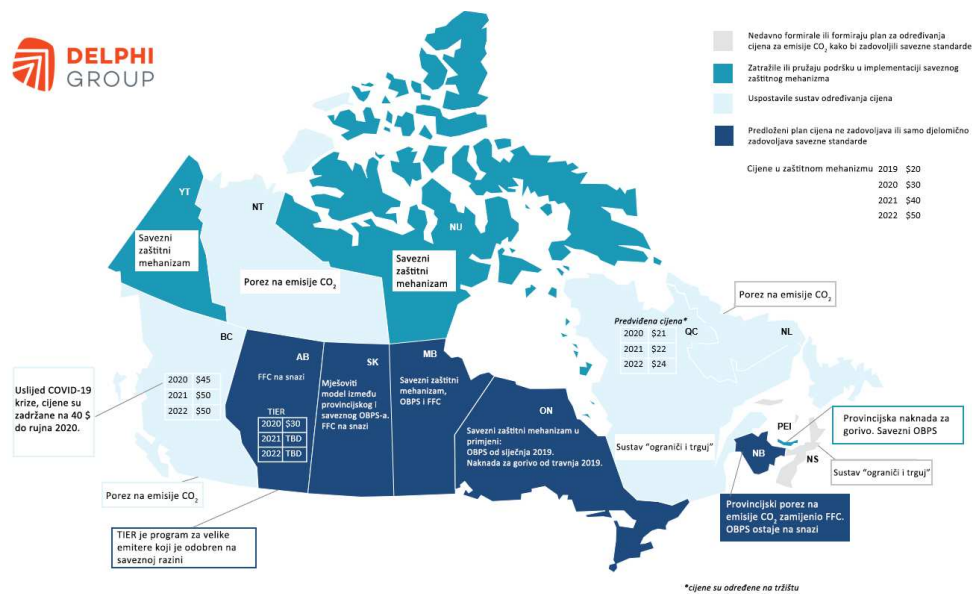 DELPHI
GROUP
Nedavno formirale ili formiraju plan za određivanja
cijena za emisije CO₂ kako bi zadovoljili savezne standarde
Zatražile ili pružaju podršku u implementaciji saveznog
zaštitnog mehanizma
Uspostavile sustav određivanja cijena
Predloženi plan cijena ne zadovoljava ili samo djelomično
zadovoljava savezne standarde
Cijene u zaštitnom mehanizmu 2019 $20
2020 $30
2021 $40
2022 $50
YT
Savezni
zaštitni
mehanizam
NT
Porez na emisije CO₂
NU
Savezni
zaštitni
mehanizam
Porez na emisije CO₂
Predviđena cijena*
2020 $21
2021 $22
2022 $24
QC
NL
BC
2020 $45
2021 $50
2022 $50
Uslijed COVID-19
krize, cijene su
zadržane na 40 $
do rujna 2020.
Porez na emisije CO₂
AB
FFC na snazi
TIER
2020 $30
2021 TBD
2022 TBD
SK
Mješoviti
model između
provincijskog I
saveznog OBPS-a.
FFC na snazi
MB
Savezni zaštitni
mehanizam,
OBPS i FFC
ON
Savezni zaštitni mehanizam u
primjeni:
OBPS od siječnja 2019.
Naknada za gorivo od travnja 2019.
Sustav “ograniči i trguj”
PEI
Provincijska naknada za
gorivo. Savezni OBPS
NB
NS
Sustav “ograniči i trguj”
Provincijski porez na
emisije CO₂ zamijenio FFC.
OBPS ostaje na snazi
TIER je program za velike
emitere koji je odobren na
saveznoj razini
*cijene su određene na tržištu